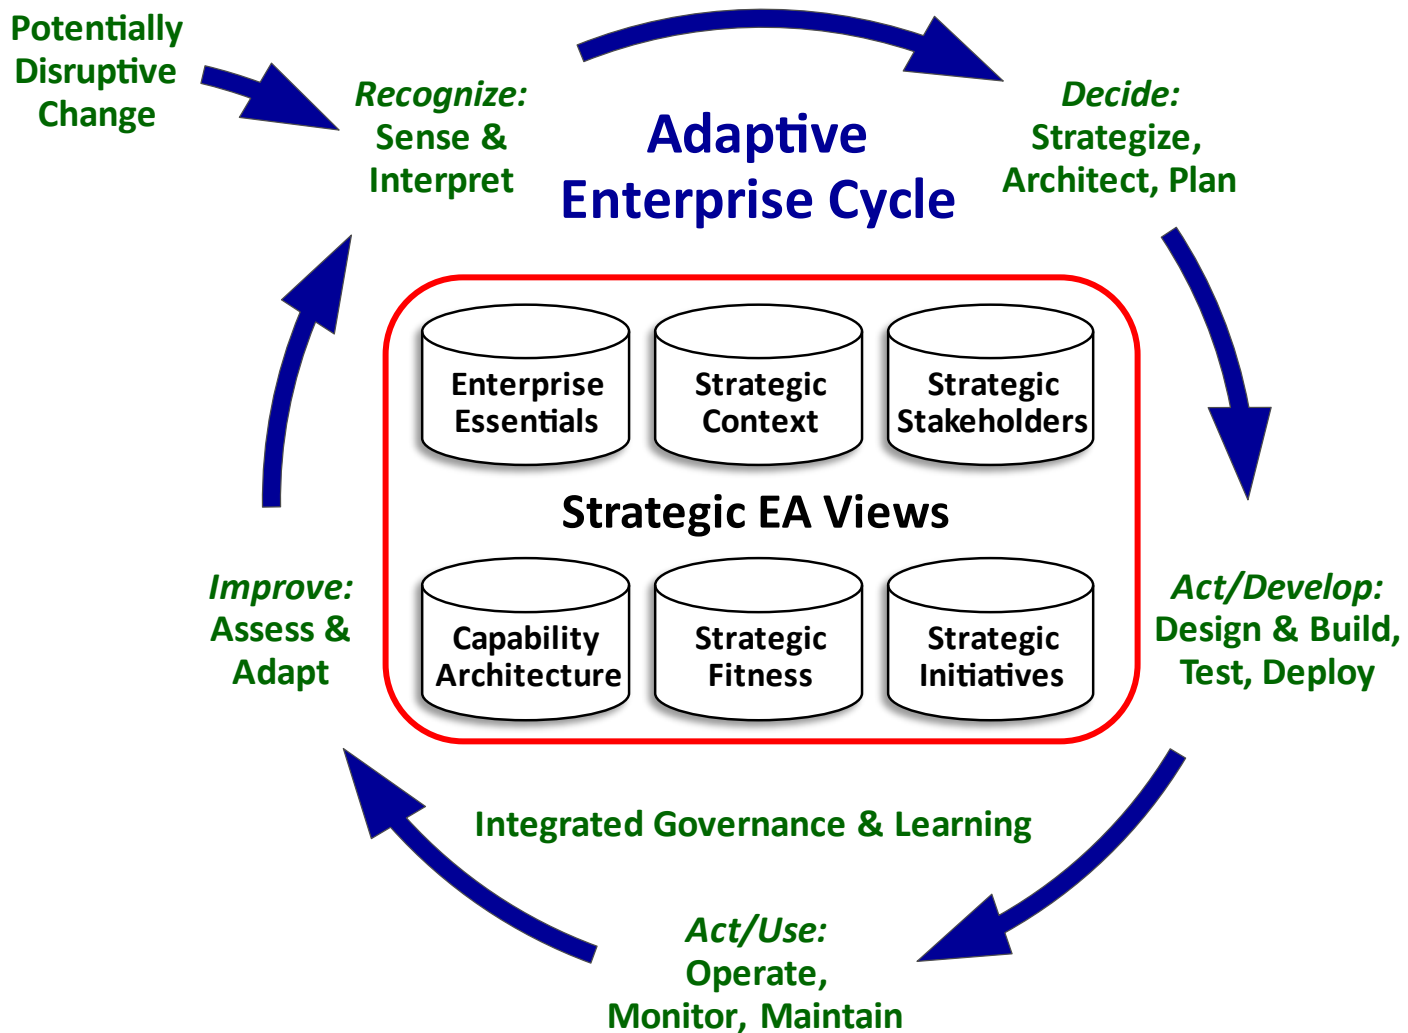 Potentially
Disruptive
Change
Recognize:
Sense &
Interpret
Adaptive
Enterprise Cycle
Decide:
Strategize,
Architect, Plan
Enterprise
Essentials
Strategic
Context
Strategic
Stakeholders
Strategic EA Views
Capability
Architecture
Strategic
Fitness
Strategic
Initiatives
Improve:
Assess &
Adapt
Act/Develop:
Design & Build,
Test, Deploy
Integrated Governance & Learning
Act/Use:
Operate,
Monitor, Maintain